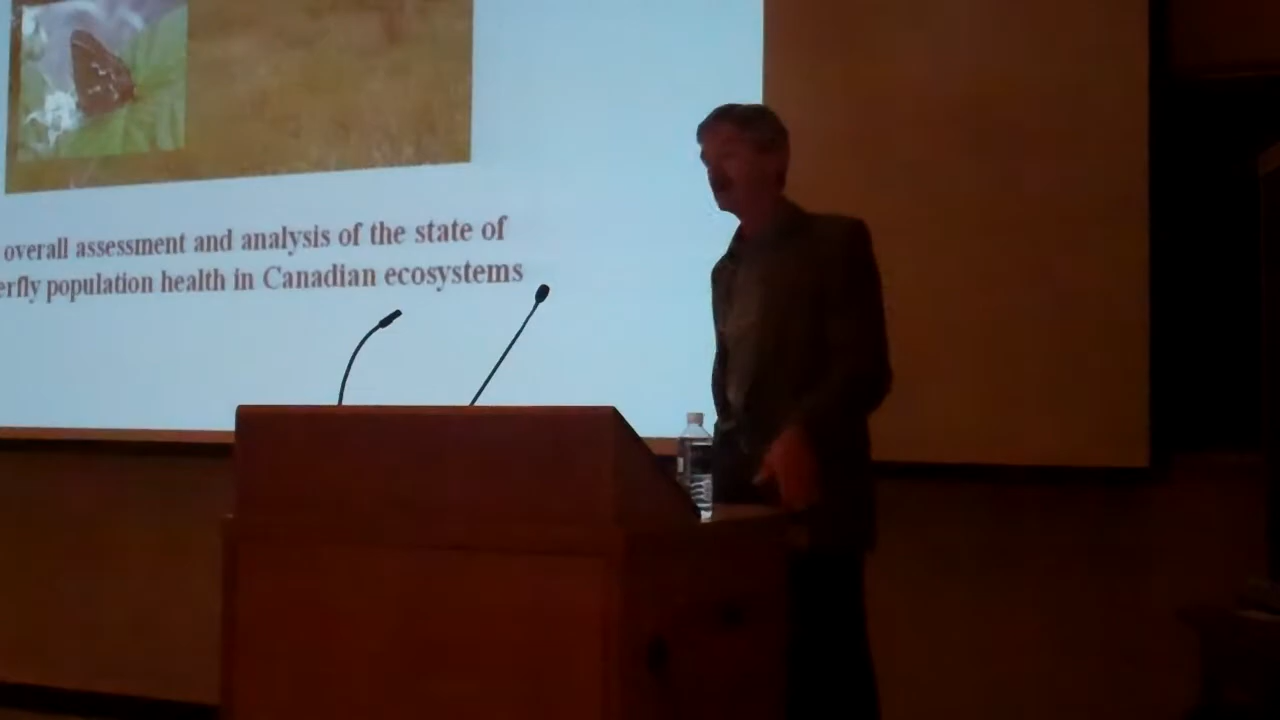 overall assessment and analysis of the state of
erfly population health in Canadian ecosystems